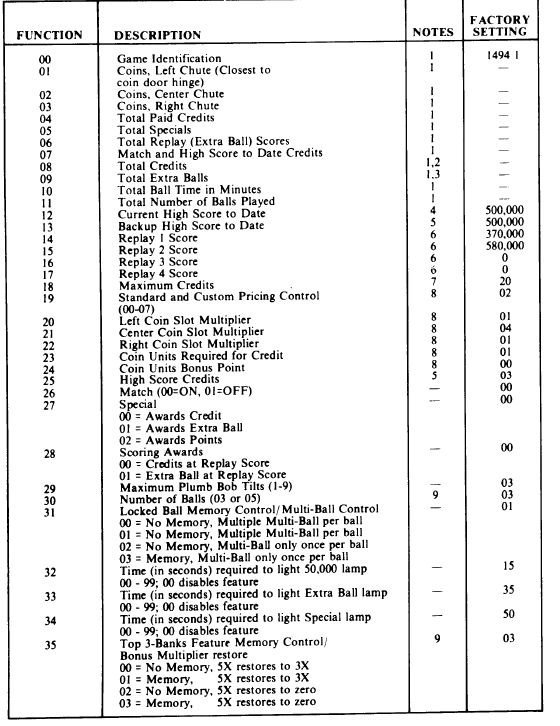 FUNCTION DESCRIPTION NOTES FACTORY SETTING
00 Game Identification 1 1494 1
01 Coins, Left Chute (Closest to 1 —
coin door hinge)
02 Coins, Center Chute 1 —
03 Coins, Right Chute 1 —
04 Total Paid Credits 1 —
05 Total Specials 1 —
06 Total Replay (Extra Ball) Scores 1 —
07 Match and High Score to Date Credits 1 —
08 Total Credits 1,2 —
09 Total Extra Balls 1,3 —
10 Total Ball Time in Minutes 1 —
11 Total Number of Balls Played 1 —
12 Current High Score to Date 4 500,000
13 Backup High Score to Date 5 500,000
14 Replay 1 Score 6 370,000
15 Replay 2 Score 6 580,000
16 Replay 3 Score 6 0
17 Replay 4 Score 6 0
18 Maximum Credits 7 20
19 Standard and Custom Pricing Control 8 02
(00-07)
20 Left Coin Slot Multiplier 8 01
21 Center Coin Slot Multiplier 8 04
22 Right Coin Slot Multiplier 8 01
23 Coin Units Required for Credit 8 01
24 Coin Units Bonus Point 8 00
25 High Score Credits 5 03
26 Match (00=ON, 01=OFF) — 00
27 Special — 00
00 = Awards Credit
01 = Awards Extra Ball
02 = Awards Points
28 Scoring Awards — 00
00 = Credits at Replay Score
01 = Extra Ball at Replay Score
29 Maximum Plumb Bob Tilts (1-9) — 03
30 Number of Balls (03 or 05) 9 03
31 Locked Ball Memory Control/Multi-Ball Control — 01
00 = No Memory, Multiple Multi-Ball per ball
01 = No Memory, Multiple Multi-Ball per ball
02 = No Memory, Multi-Ball only once per ball
03 = Memory, Multi-Ball only once per ball
32 Time (in seconds) required to light 50,000 lamp — 15
00 - 99; 00 disables feature
33 Time (in seconds) required to light Extra Ball lamp — 35
00 - 99; 00 disables feature
34 Time (in seconds) required to light Special lamp — 50
00 - 99; 00 disables feature
35 Top 3-Banks Feature Memory Control/ 9 03
Bonus Multiplier restore
00 = No Memory, 5X restores to 3X
01 = Memory, 5X restores to 3X
02 = No Memory, 5X restores to zero
03 = Memory, 5X restores to zero